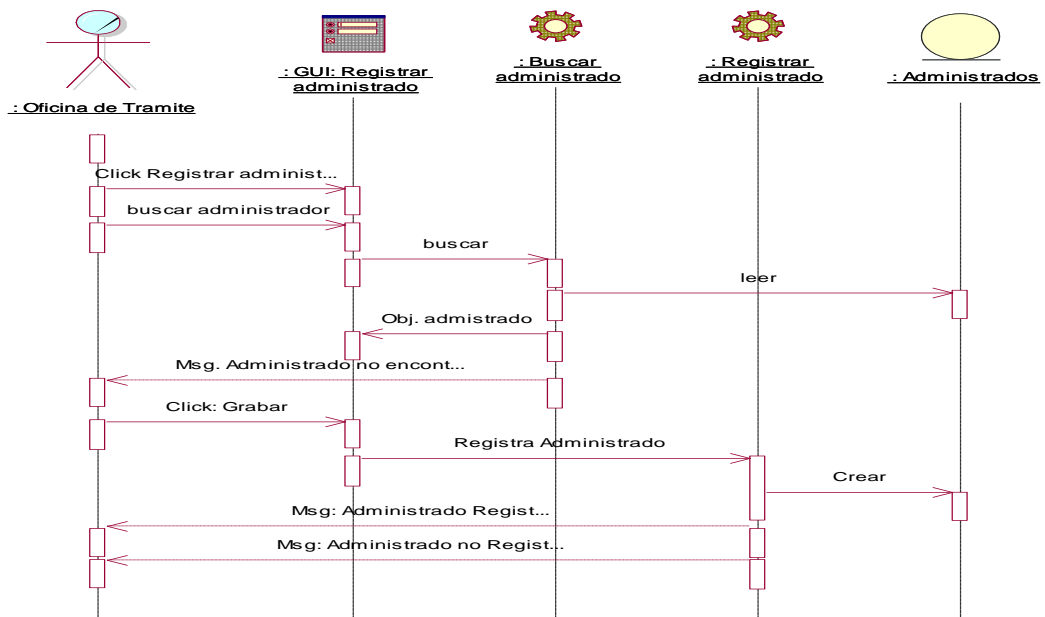 : Oficina de Tramite
: GUI: Registrar
administrado
: Buscar
administrado
: Registrar
administrado
: Administrados
Click Registrar administ...
buscar administrador
buscar
leer
Obj. admistrado
Msg. Administrado no encont...
Click: Grabar
Registra Administrado
Crear
Msg: Administrado Regist...
Msg: Administrado no Regist...